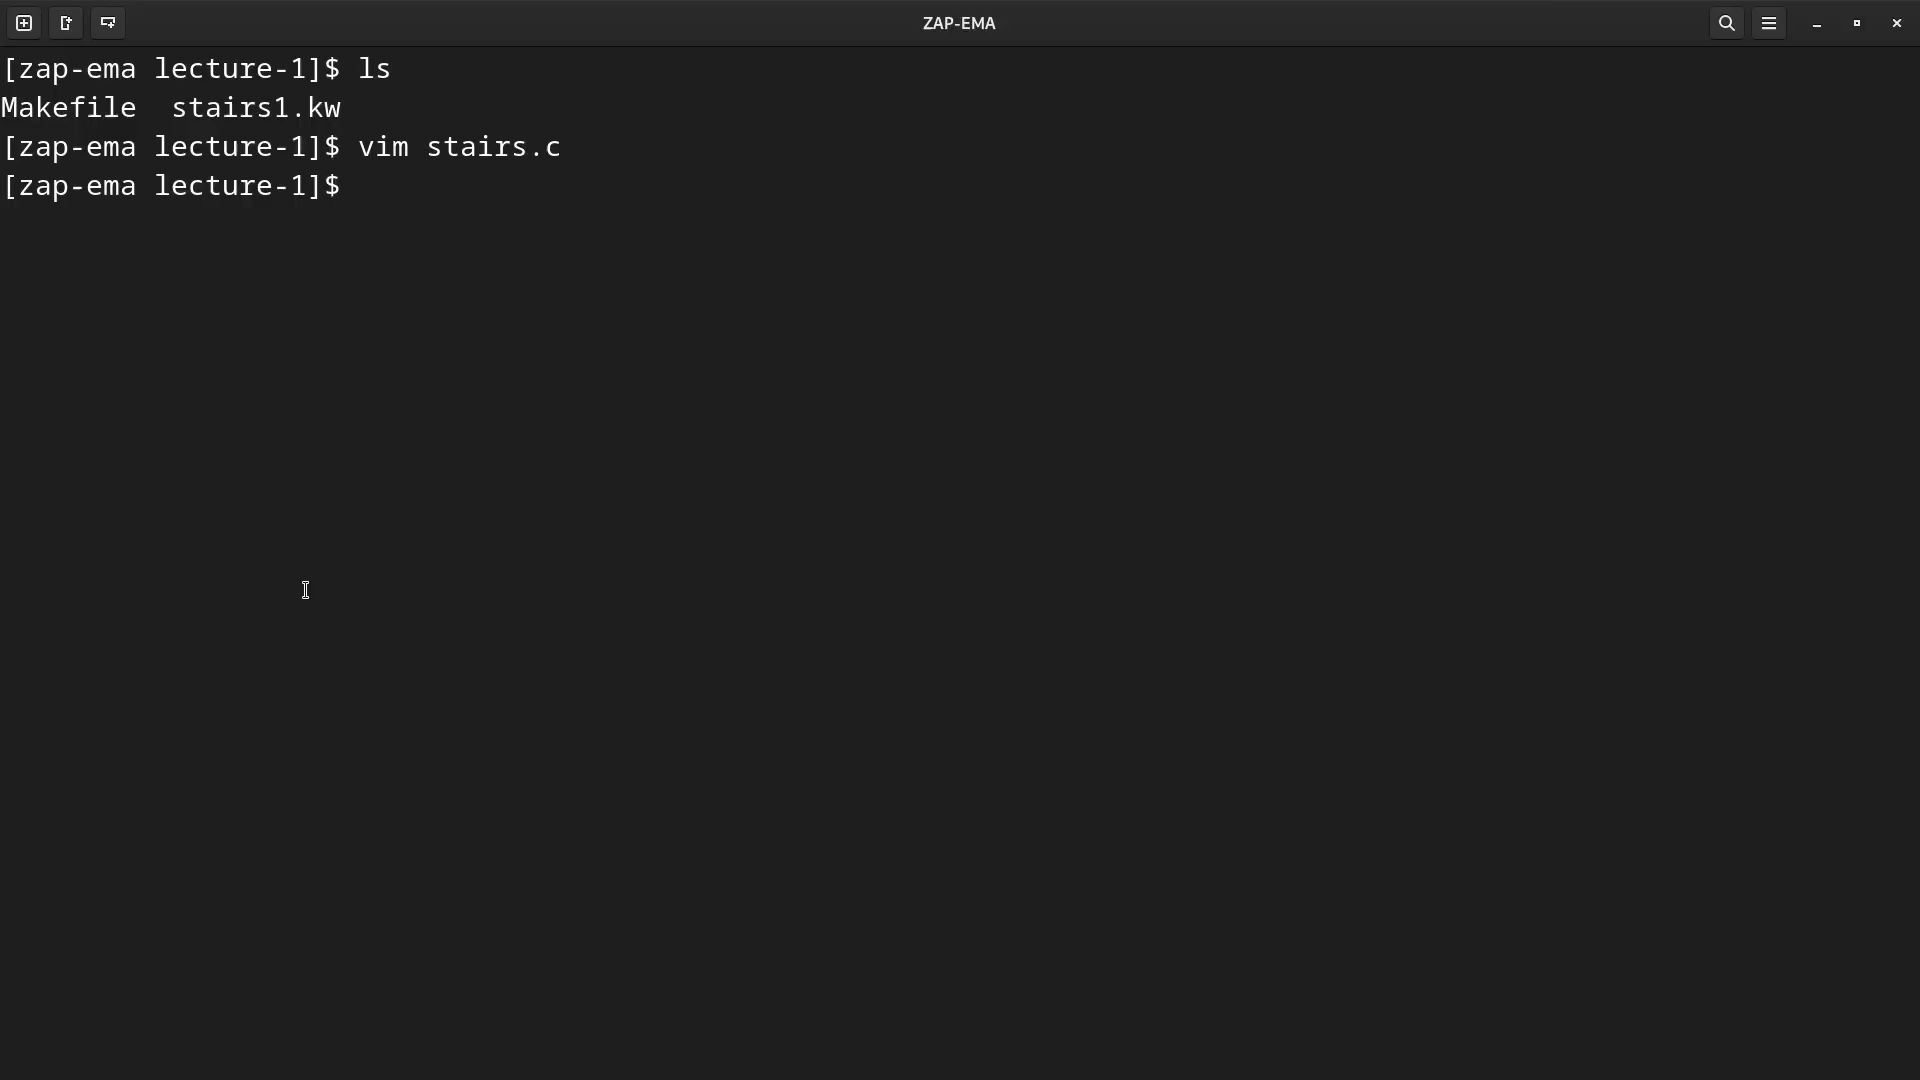 ZAP-EMA
[zap-ema lecture-1]$ ls
Makefile  stairs1.kw
[zap-ema lecture-1]$ vim stairs.c
[zap-ema lecture-1]$